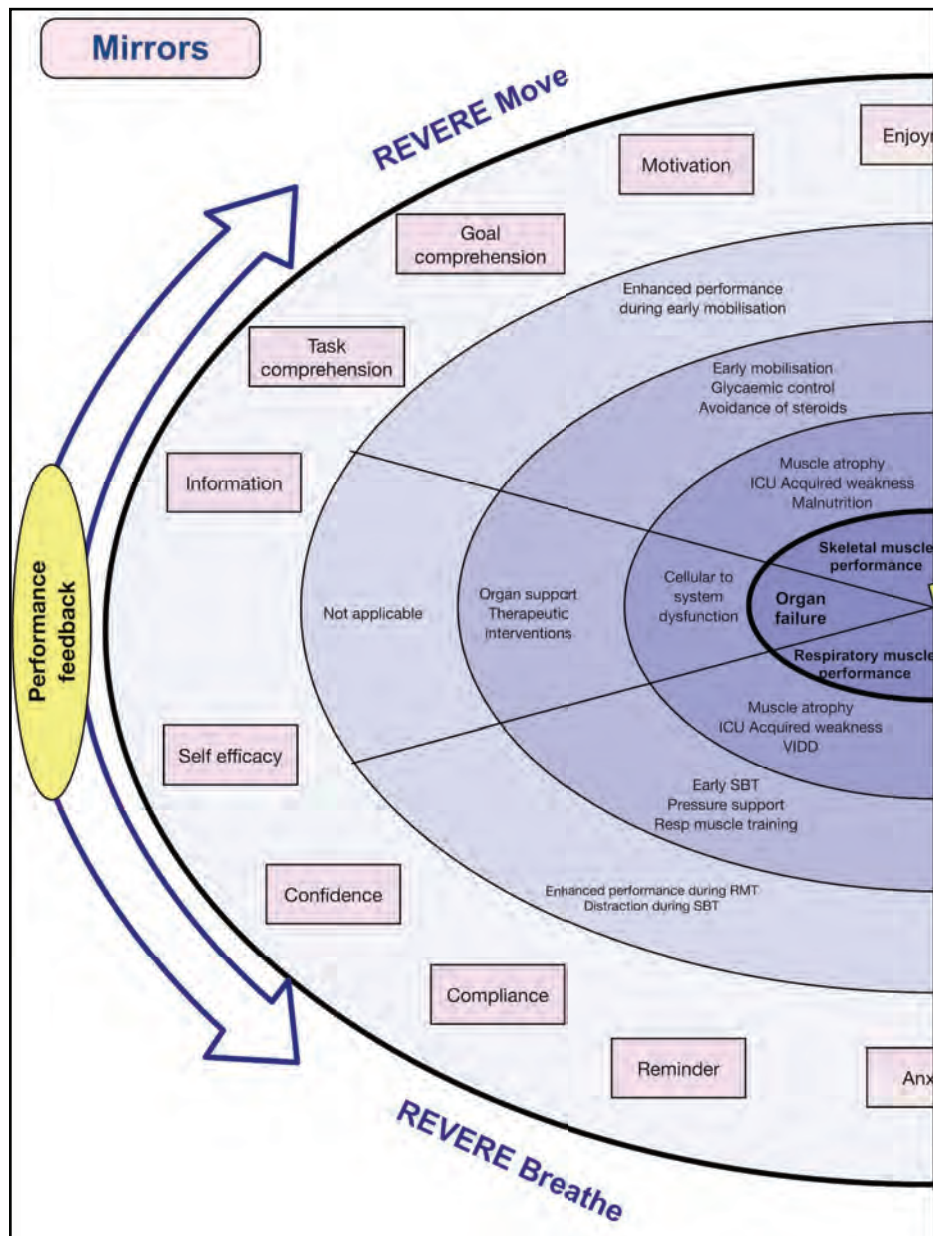 Mirrors
REVERE Move
Motivation
Goal
comprehension
Task
comprehension
Information
Performance
feedback
Self efficacy
Confidence
Compliance
Reminder
REVERE Breathe
Enhanced performance
during early mobilisation
Early mobilisation
Glycaemic control
Avoidance of steroids
Muscle atrophy
ICU Acquired weakness
Malnutrition
Skeletal muscle
performance
Not applicable
Organ support
Therapeutic
interventions
Cellular to
system
dysfunction
Organ
failure
Respiratory muscle
performance
Muscle atrophy
ICU Acquired weakness
VIDD
Early SBT
Pressure support
Resp muscle training
Enhanced performance during RMT
Distraction during SBT